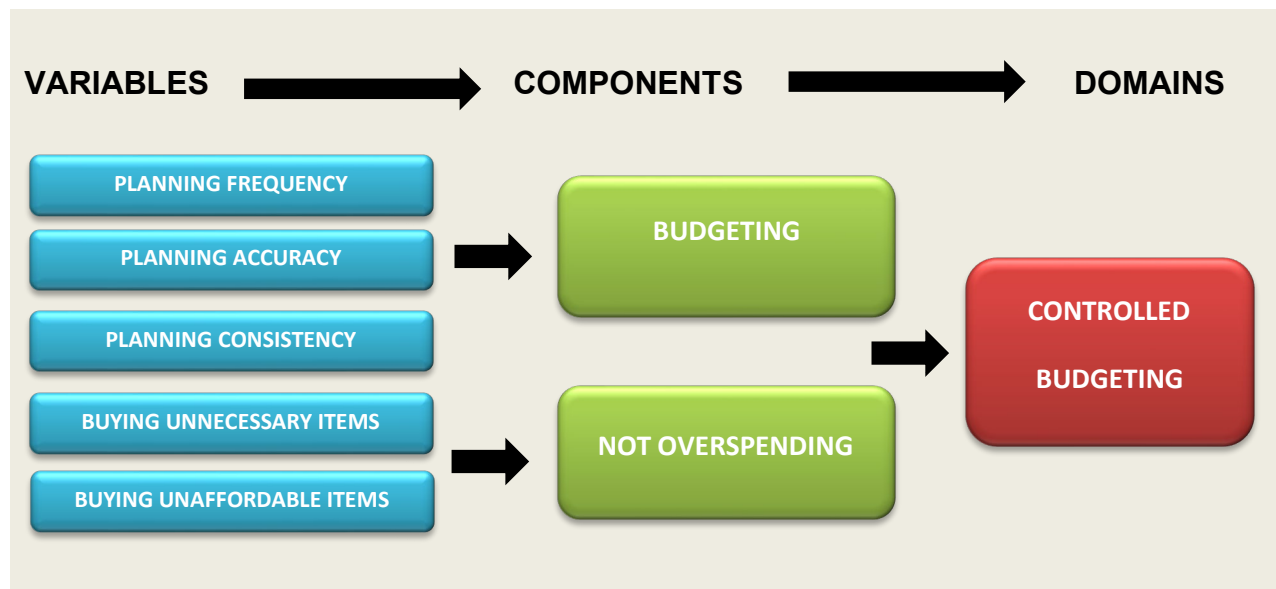 VARIABLES
COMPONENTS
DOMAINS
PLANNING FREQUENCY
PLANNING ACCURACY
PLANNING CONSISTENCY
BUYING UNNECESSARY ITEMS
BUYING UNAFFORDABLE ITEMS
BUDGETING
NOT OVERSPENDING
CONTROLLED
BUDGETING